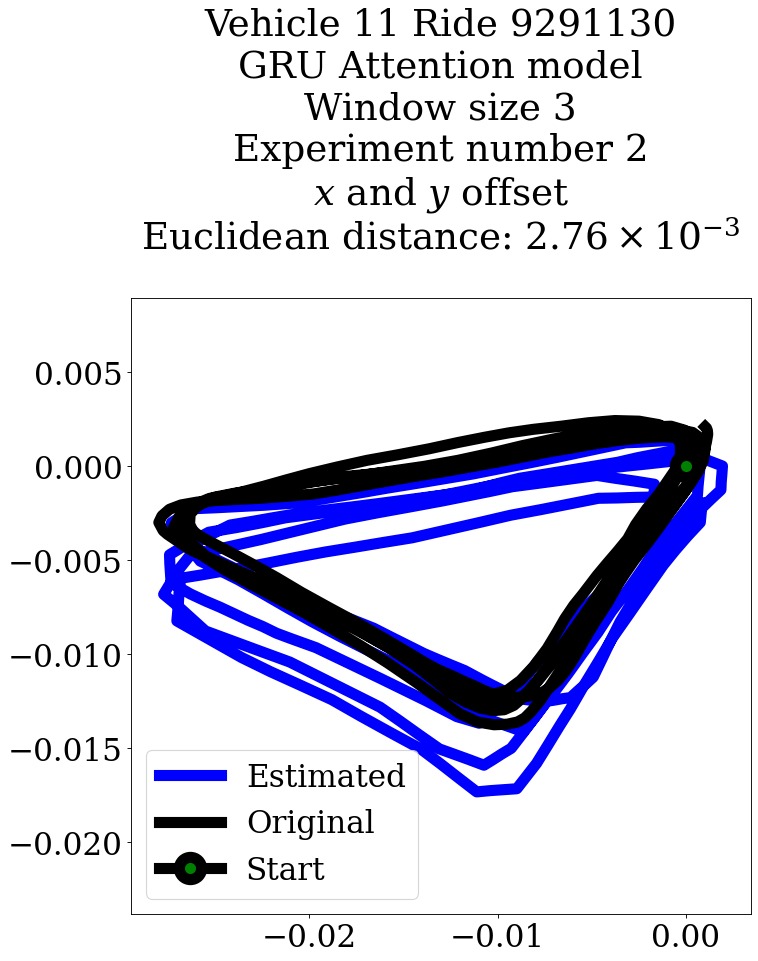 Vehicle 11 Ride 9291130
GRU Attention model
Window size 3
Experiment number 2
x and y offset
Euclidean distance: 2.76 × 10⁻³
0.005
0.000
−0.005
−0.010
−0.015
−0.020
Estimated
Original
Start
−0.02 −0.01 0.00